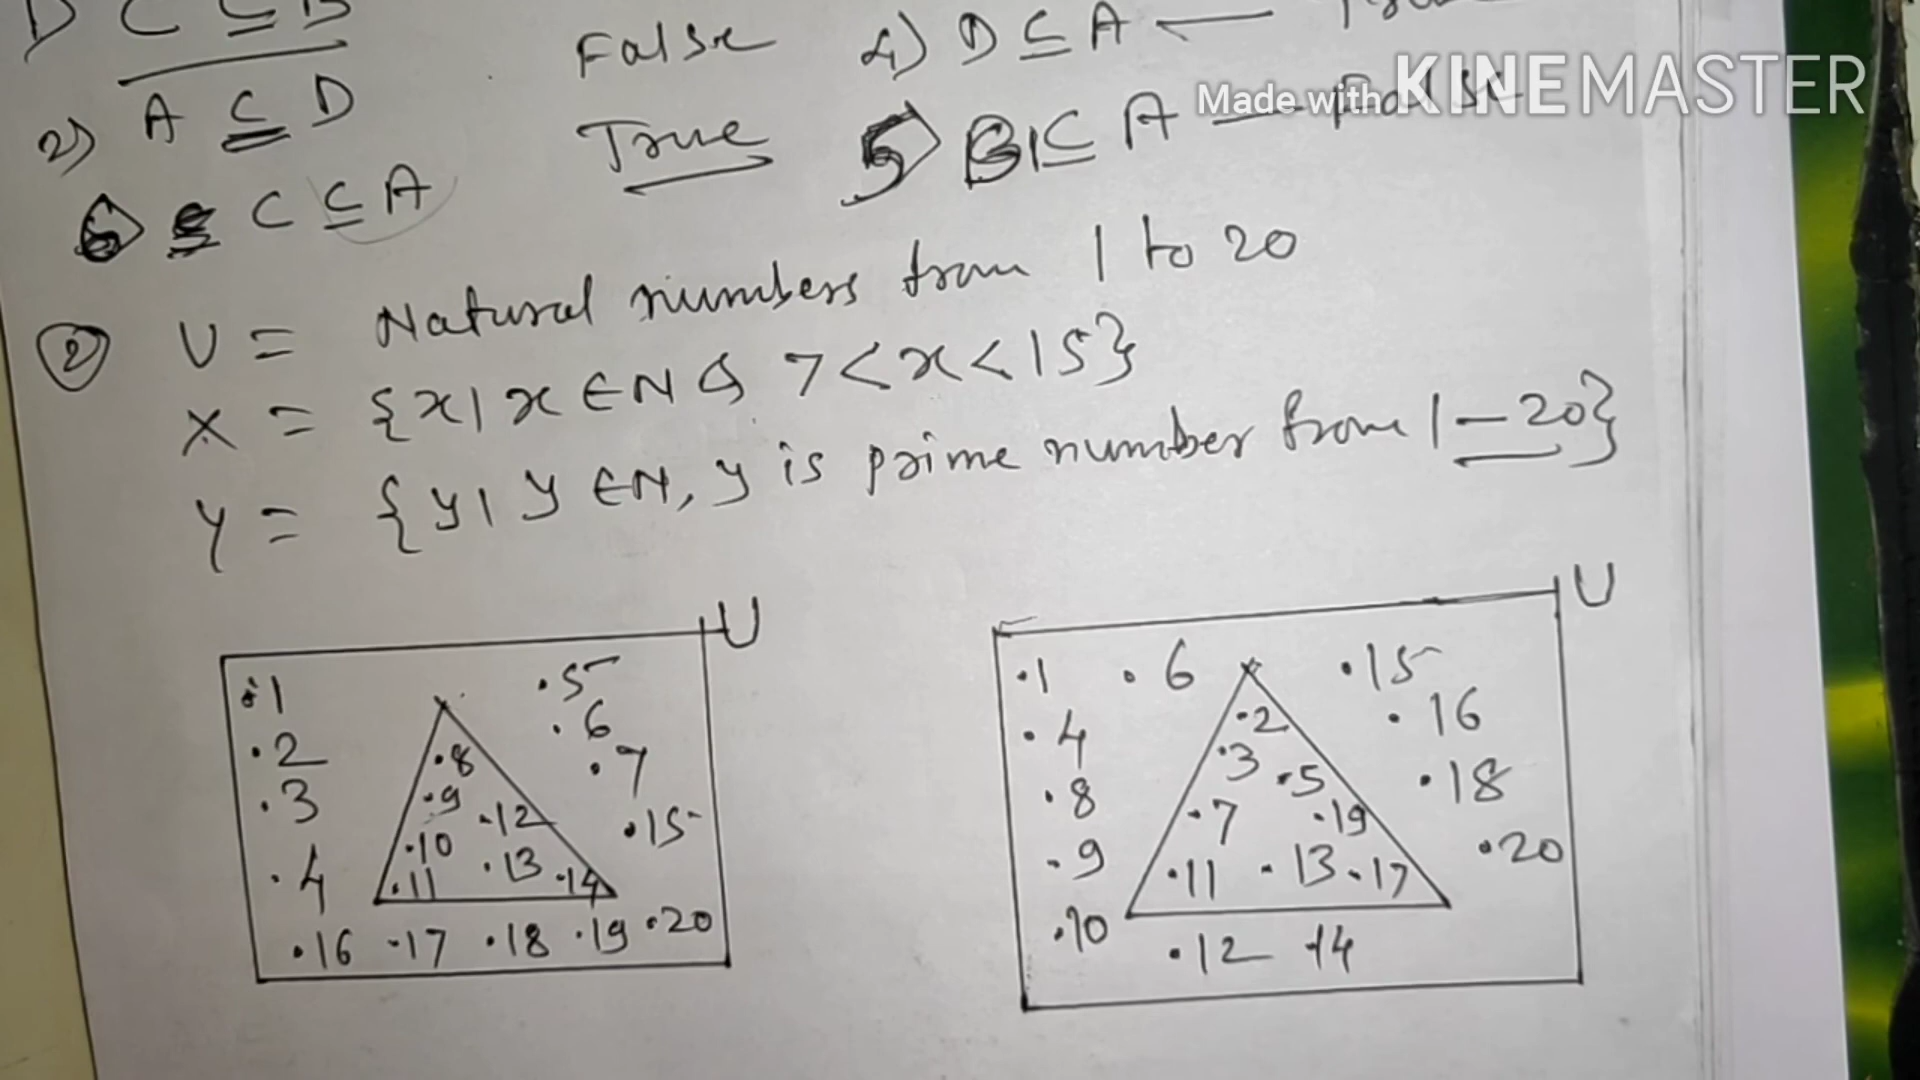 C ⊆ B
False 4) D ⊆ A —
Made with KINEMASTER
2) A ⊆ D True 5) B ⊆ A — False
6) C ⊆ A
② U = Natural numbers from 1 to 20
X = {x | x ∈ N & 7 < x < 15}
Y = {y | y ∈ N, y is prime number from 1 – 20}
U U
.1 .5 .1 .6 .15
.2 .6 .4 .2 .16
.3 .8 .7 .8 .3 .5 .18
.9 .12 .15 .7 .19 .20
.4 .10 .13 .9 .11 .13 .17
.11 .14 .10
.16 .17 .18 .19 .20 .12 .14